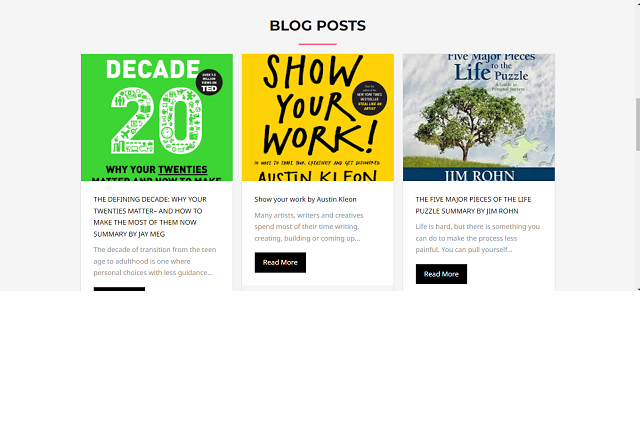 BLOG POSTS
DECADE
OVER 7.5
MILLION
VIEWS ON
TED
20
WHY YOUR TWENTIES
MATTER AND HOW TO MAKE
THE DEFINING DECADE: WHY YOUR
TWENTIES MATTER– AND HOW TO
MAKE THE MOST OF THEM NOW
SUMMARY BY JAY MEG
The decade of transition from the teen
age to adulthood is one where
personal choices with less guidance...
SHOW
YOUR
WORK!
NEW YORK TIMES
BESTSELLER
STEAL LIKE AN
ARTIST
10 WAYS TO SHARE YOUR CREATIVITY AND GET DISCOVERED
AUSTIN KLEON
Show your work by Austin Kleon
Many artists, writers and creatives
spend most of their time writing,
creating, building or coming up...
Read More
Five Major Pieces
to the
Life Puzzle
A Guide to
Personal Success
JIM ROHN
THE FIVE MAJOR PIECES OF THE LIFE
PUZZLE SUMMARY BY JIM ROHN
Life is hard, but there is something you
can do to make the process less
painful. You can pull yourself...
Read More